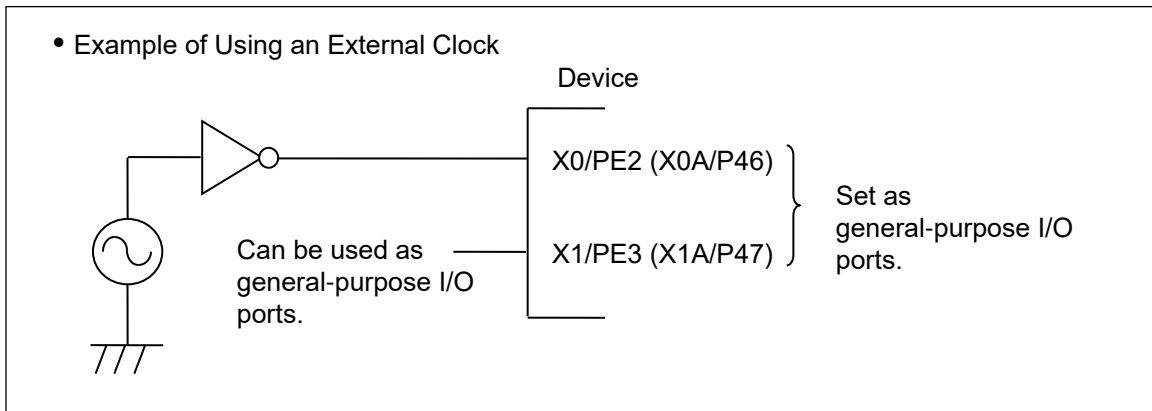 • Example of Using an External Clock
Device
X0/PE2 (X0A/P46)
Set as
general-purpose I/O
ports.
Can be used as
general-purpose I/O
ports.
X1/PE3 (X1A/P47)